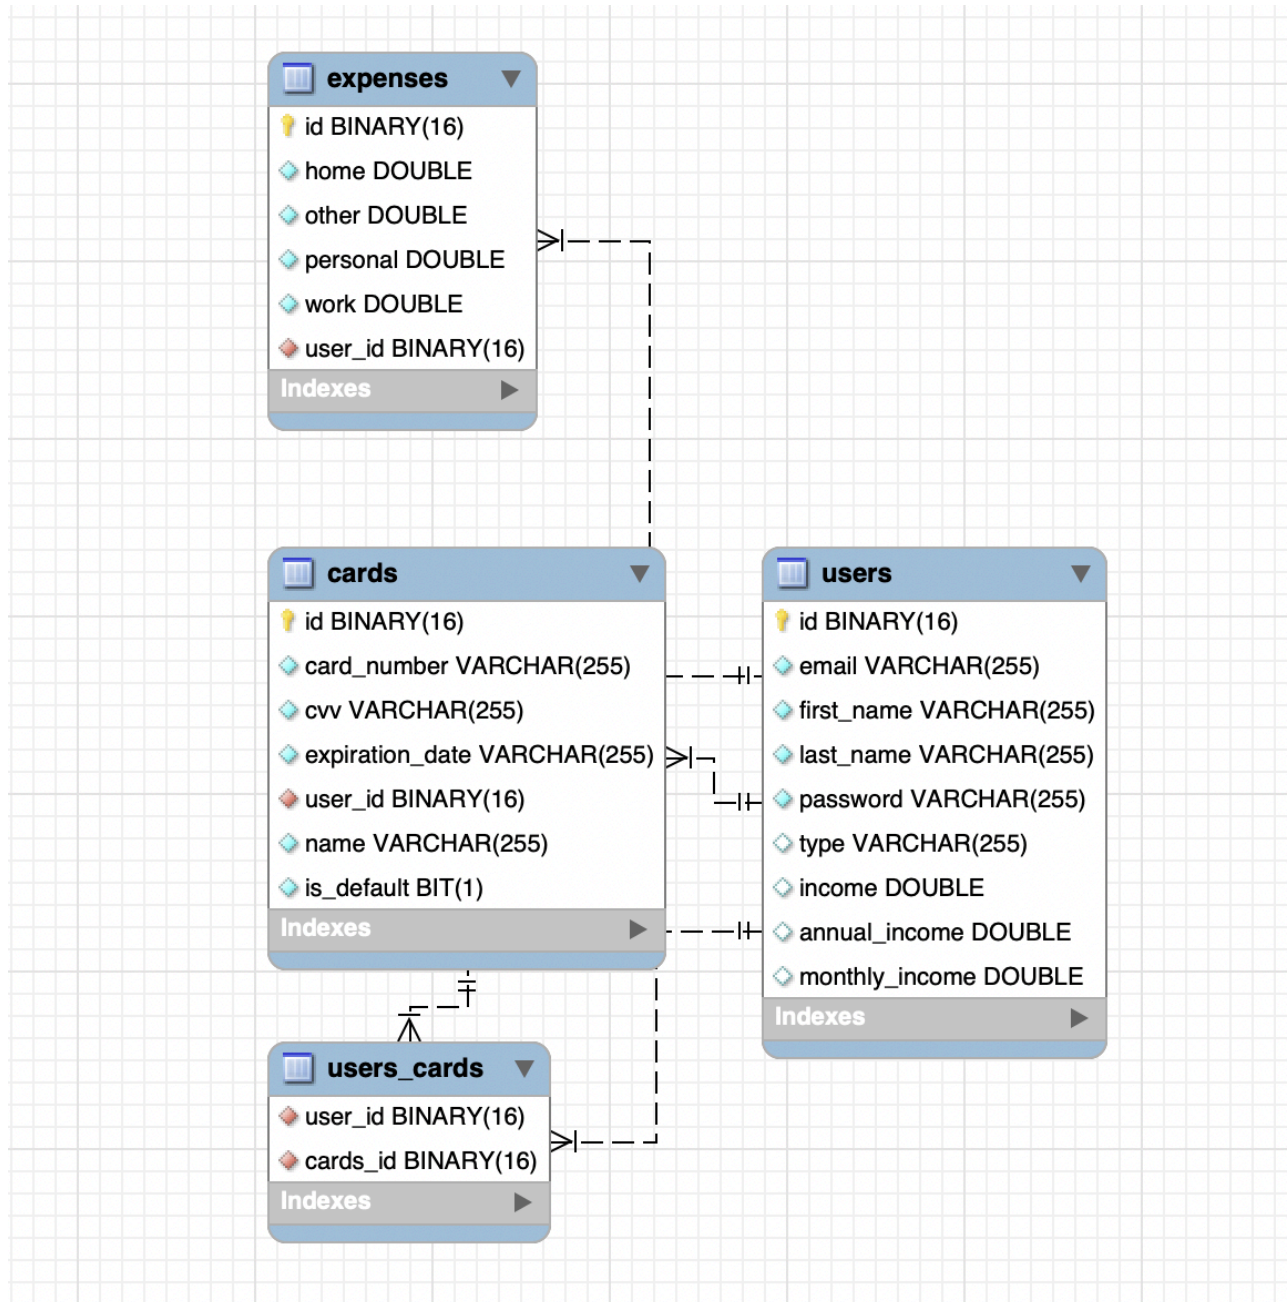 expenses
id BINARY(16)
home DOUBLE
other DOUBLE
personal DOUBLE
work DOUBLE
user_id BINARY(16)
Indexes
cards
id BINARY(16)
card_number VARCHAR(255)
cvv VARCHAR(255)
expiration_date VARCHAR(255)
user_id BINARY(16)
name VARCHAR(255)
is_default BIT(1)
Indexes
users
id BINARY(16)
email VARCHAR(255)
first_name VARCHAR(255)
last_name VARCHAR(255)
password VARCHAR(255)
type VARCHAR(255)
income DOUBLE
annual_income DOUBLE
monthly_income DOUBLE
Indexes
users_cards
user_id BINARY(16)
cards_id BINARY(16)
Indexes